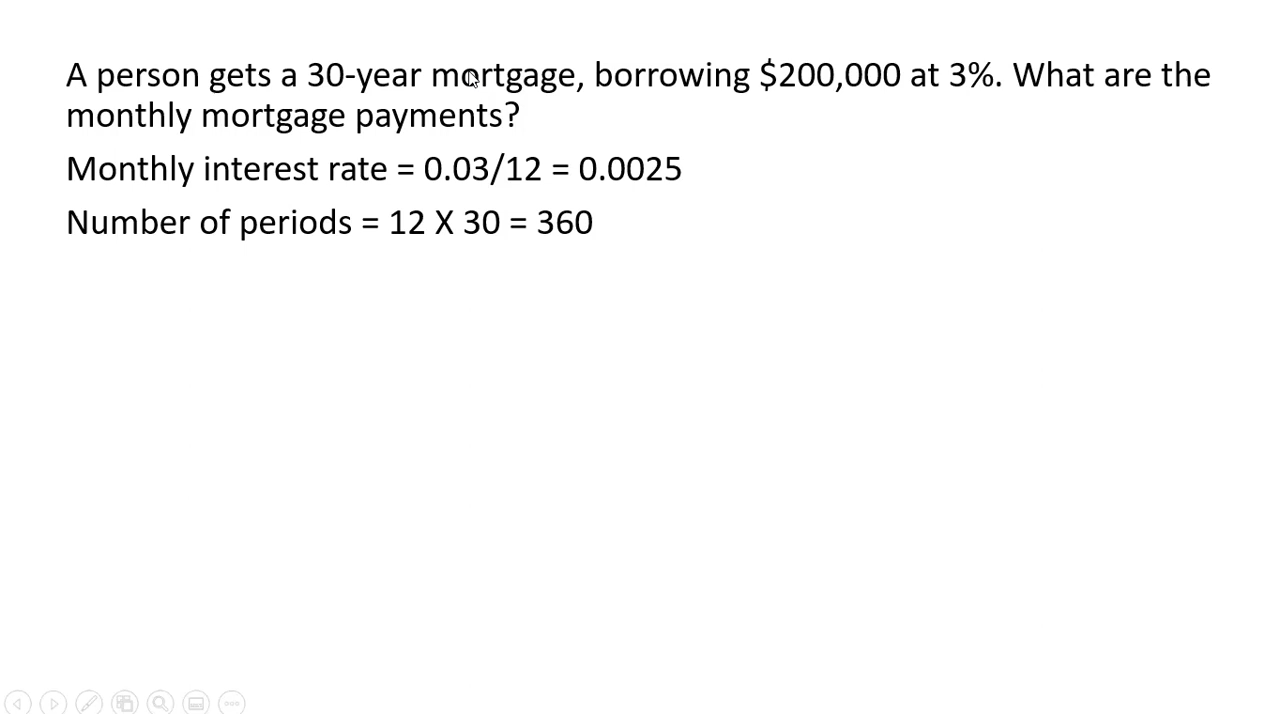 A person gets a 30-year mortgage, borrowing $200,000 at 3%. What are the
monthly mortgage payments?
Monthly interest rate = 0.03/12 = 0.0025
Number of periods = 12 X 30 = 360